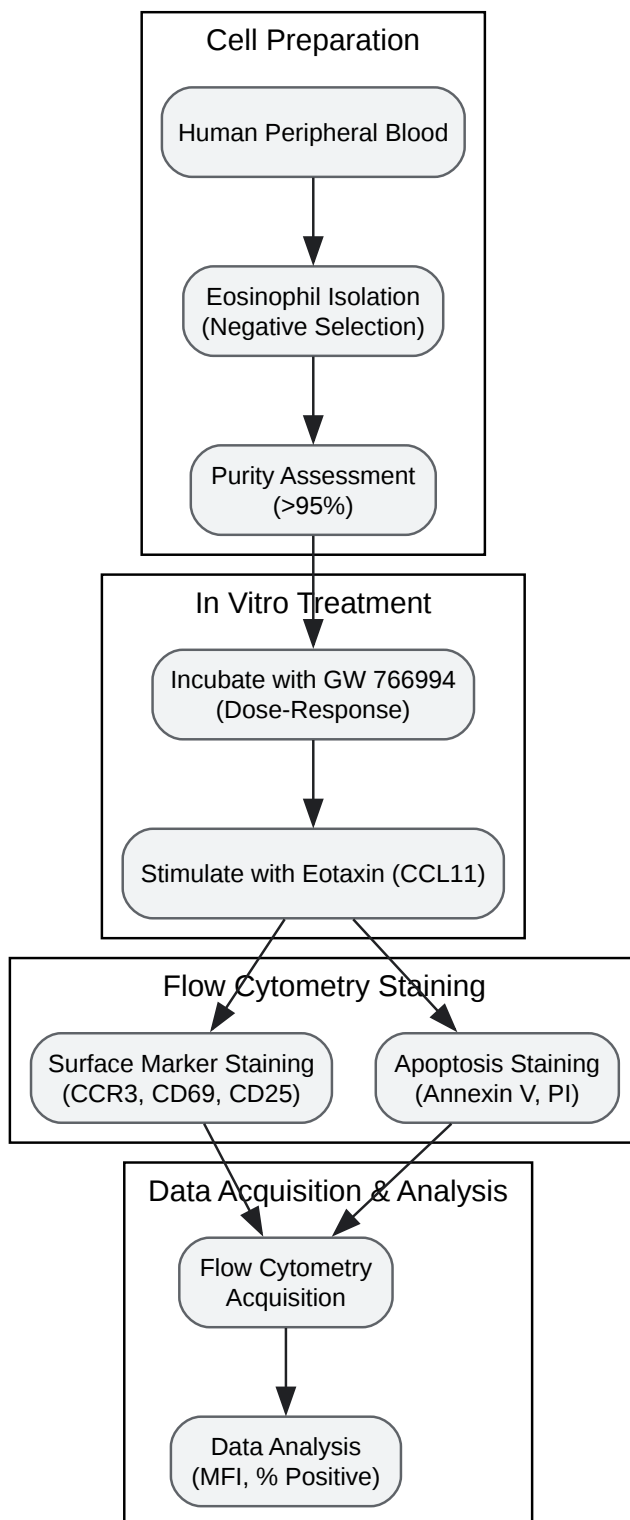 Cell Preparation
Human Peripheral Blood
Eosinophil Isolation
(Negative Selection)
Purity Assessment
(>95%)
In Vitro Treatment
Incubate with GW 766994
(Dose-Response)
Stimulate with Eotaxin (CCL11)
Flow Cytometry Staining
Surface Marker Staining
(CCR3, CD69, CD25)
Apoptosis Staining
(Annexin V, PI)
Data Acquisition & Analysis
Flow Cytometry
Acquisition
Data Analysis
(MFI, % Positive)